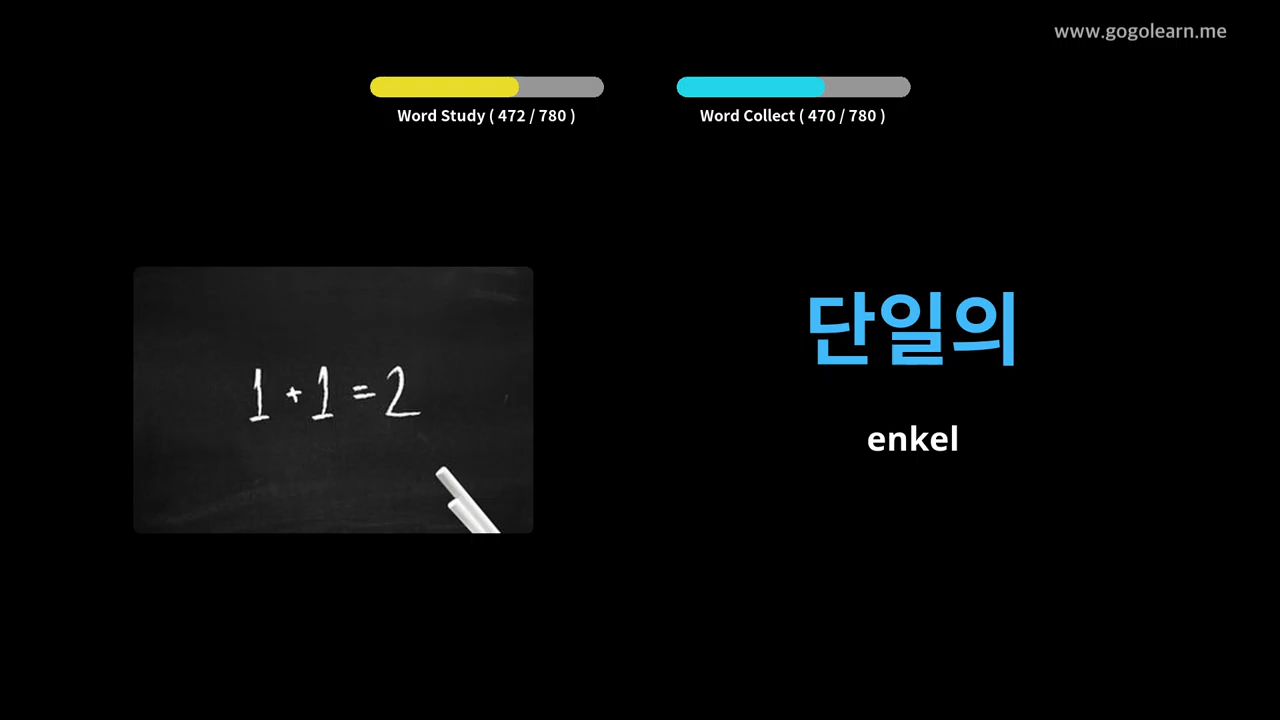 www.gogolearn.me
Word Study ( 472 / 780 )
Word Collect ( 470 / 780 )
1 + 1 = 2
단일의
enkel